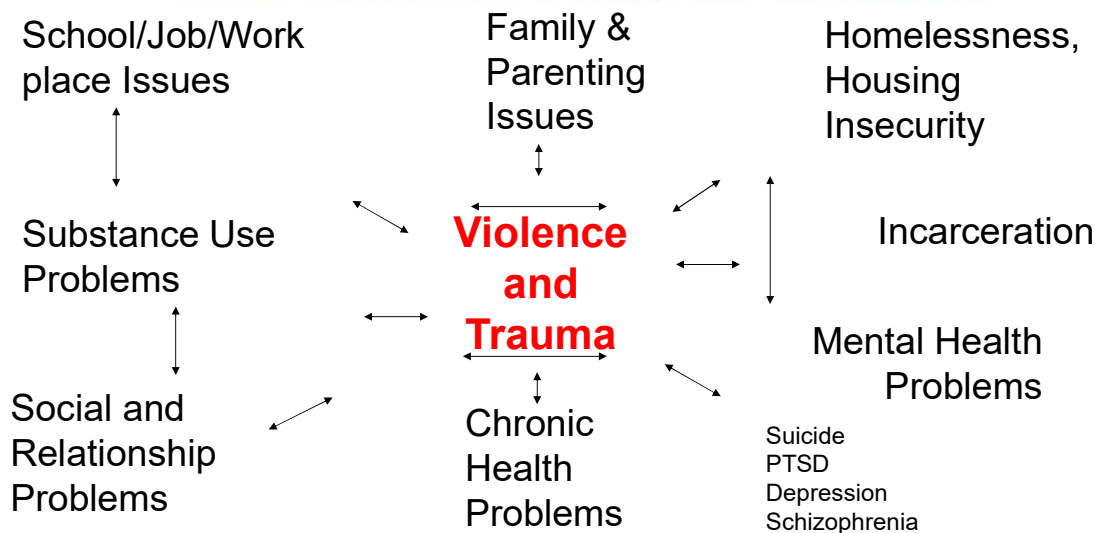 School/Job/Work
place Issues
Family &
Parenting
Issues
Homelessness,
Housing
Insecurity
Substance Use
Problems
Violence
and
Trauma
Incarceration
Mental Health
Problems
Social and
Relationship
Problems
Chronic
Health
Problems
Suicide
PTSD
Depression
Schizophrenia